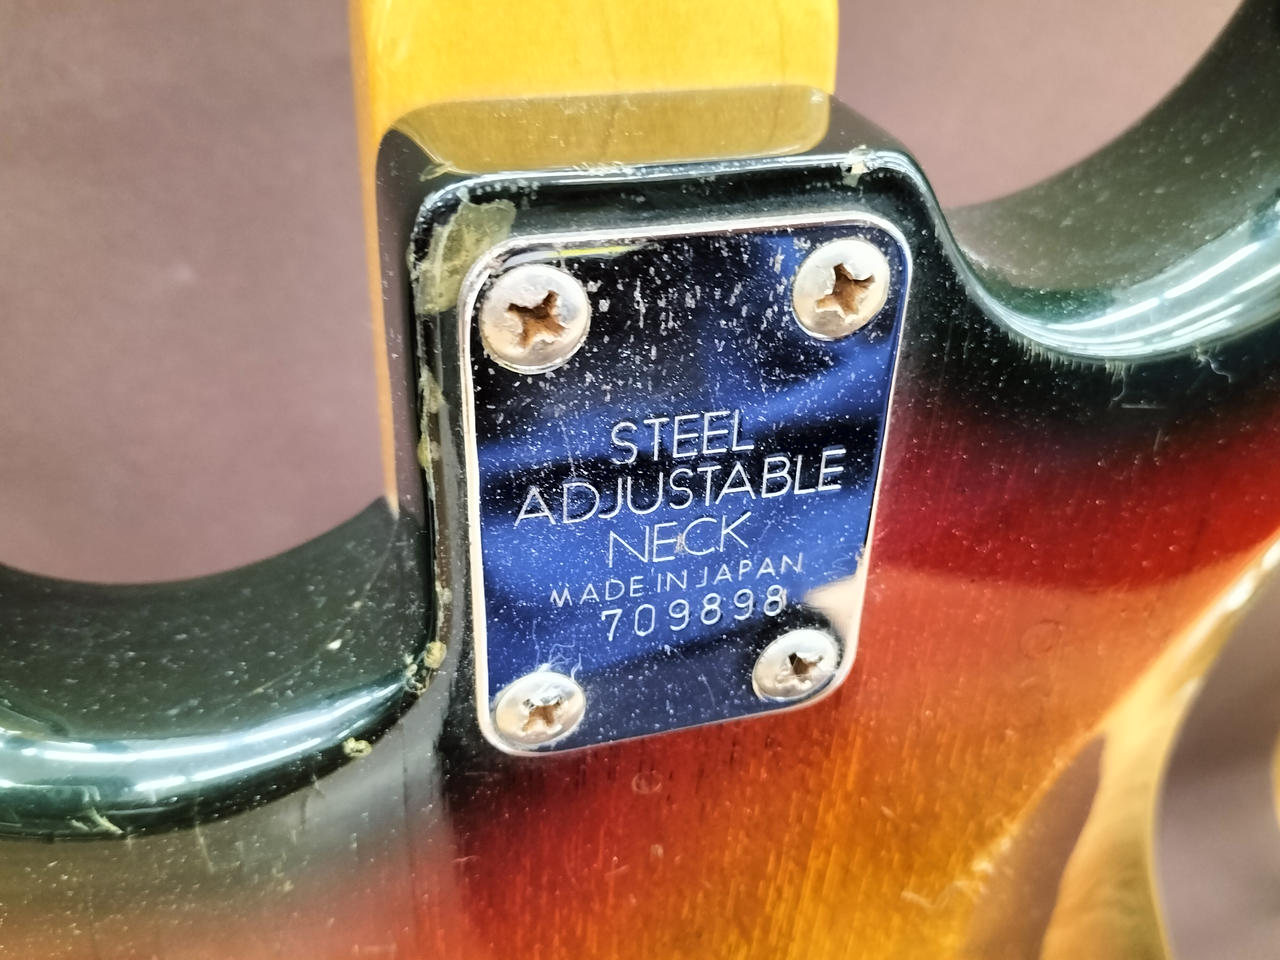 STEEL
ADJUSTABLE
NECK
MADE IN JAPAN
709898